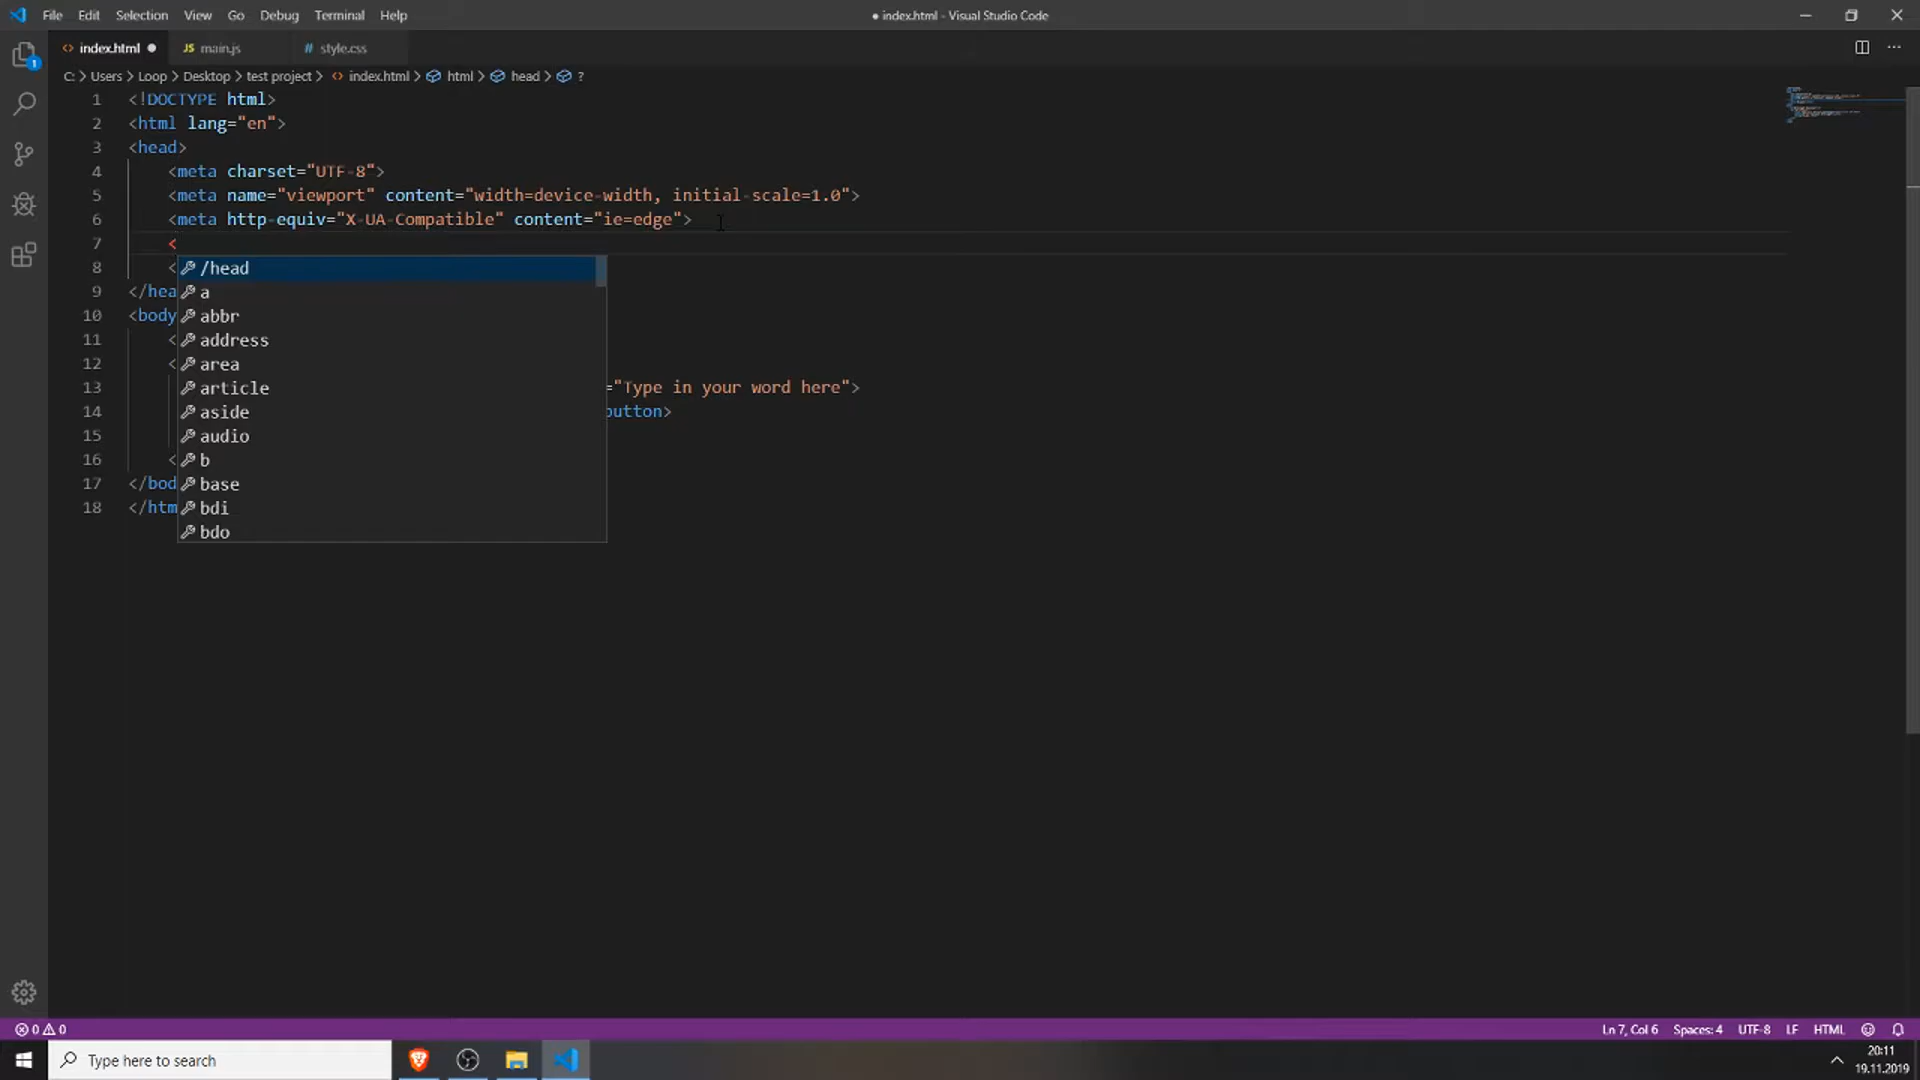 File Edit Selection View Go Debug Terminal Help
● index.html - Visual Studio Code
index.html ● JS main.js # style.css
C: > Users > Loop > Desktop > test project > <> index.html > html > head > ?
1 <!DOCTYPE html>
2 <html lang="en">
3 <head>
4 <meta charset="UTF-8">
5 <meta name="viewport" content="width=device-width, initial-scale=1.0">
6 <meta http-equiv="X-UA-Compatible" content="ie=edge">
7 <
8 < /head
9 </hea a
10 <body abbr
11 < address
12 < area
13 article ="Type in your word here">
14 aside button>
15 audio
16 < b
17 </bod base
18 </htm bdi
bdo
0 0
Ln 7, Col 6 Spaces: 4 UTF-8 LF HTML
Type here to search
20:11
19.11.2019